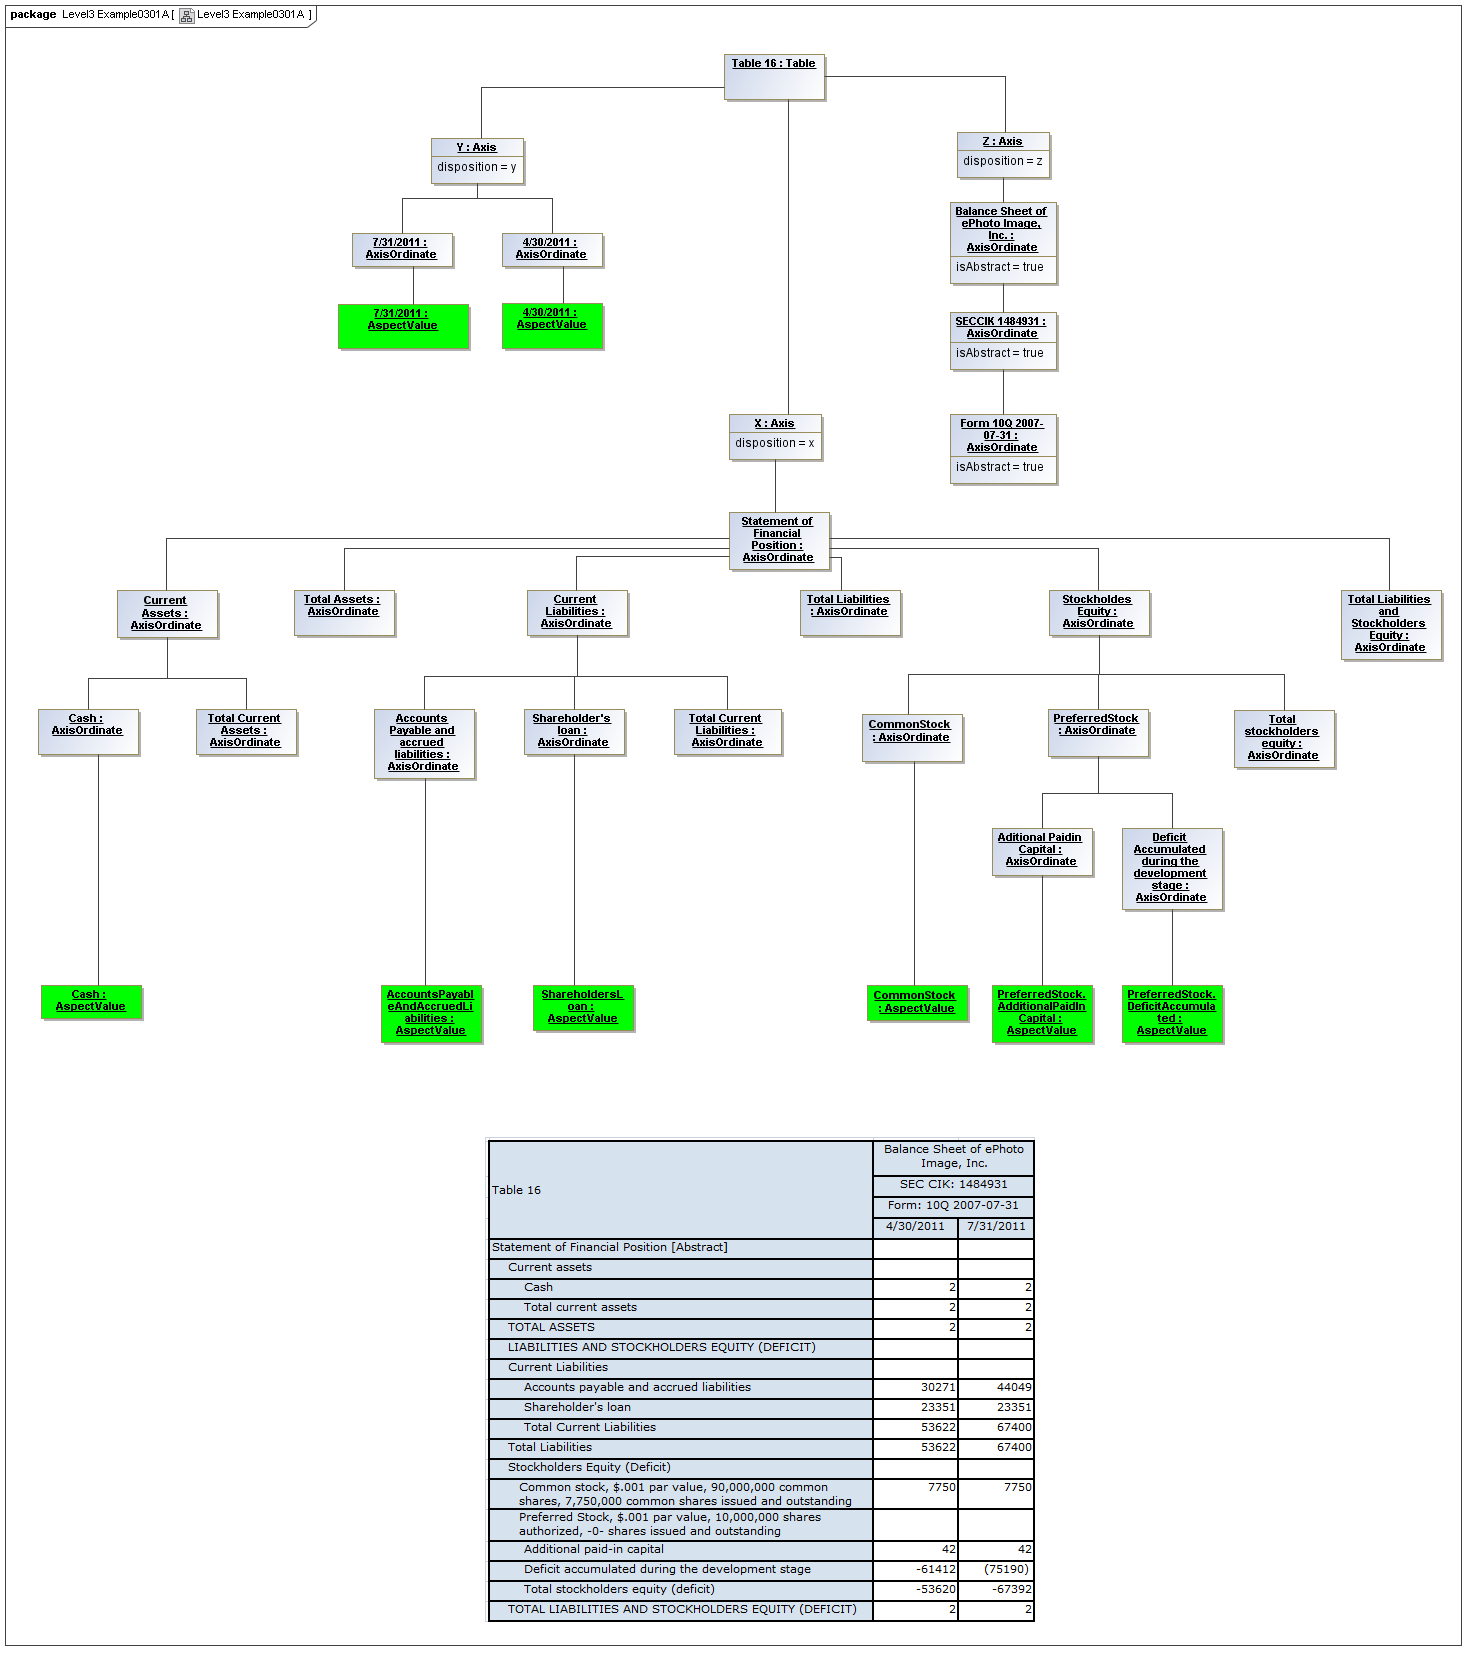 package Level3 Example0301A [ Level3 Example0301A ]
Table 16 : Table
Y : Axis
disposition = y
Z : Axis
disposition = z
Balance Sheet of
ePhoto Image,
Inc. :
AxisOrdinate
isAbstract = true
7/31/2011 :
AxisOrdinate
4/30/2011 :
AxisOrdinate
7/31/2011 :
AspectValue
4/30/2011 :
AspectValue
SECCIK 1484931 :
AxisOrdinate
isAbstract = true
X : Axis
disposition = x
Form 10Q 2007-
07-31 :
AxisOrdinate
isAbstract = true
Statement of
Financial
Position :
AxisOrdinate
Current
Assets :
AxisOrdinate
Total Assets :
AxisOrdinate
Current
Liabilities :
AxisOrdinate
Total Liabilities
: AxisOrdinate
Stockholdes
Equity :
AxisOrdinate
Total Liabilities
and
Stockholders
Equity :
AxisOrdinate
Cash :
AxisOrdinate
Total Current
Assets :
AxisOrdinate
Accounts
Payable and
accrued
liabilities :
AxisOrdinate
Shareholder's
loan :
AxisOrdinate
Total Current
Liabilities :
AxisOrdinate
CommonStock
: AxisOrdinate
PreferredStock
: AxisOrdinate
Total
stockholders
equity :
AxisOrdinate
Aditional Paidin
Capital :
AxisOrdinate
Deficit
Accumulated
during the
development
stage :
AxisOrdinate
Cash :
AspectValue
AccountsPayabl
eAndAccruedLi
abilities :
AspectValue
ShareholdersL
oan :
AspectValue
CommonStock
: AspectValue
PreferredStock.
AdditionalPaidIn
Capital :
AspectValue
PreferredStock.
DeficitAccumula
ted :
AspectValue
Table 16
Balance Sheet of ePhoto
Image, Inc.
SEC CIK: 1484931
Form: 10Q 2007-07-31
4/30/2011 7/31/2011
Statement of Financial Position [Abstract]
Current assets
Cash 2 2
Total current assets 2 2
TOTAL ASSETS 2 2
LIABILITIES AND STOCKHOLDERS EQUITY (DEFICIT)
Current Liabilities
Accounts payable and accrued liabilities 30271 44049
Shareholder's loan 23351 23351
Total Current Liabilities 53622 67400
Total Liabilities 53622 67400
Stockholders Equity (Deficit)
Common stock, $.001 par value, 90,000,000 common 7750 7750
shares, 7,750,000 common shares issued and outstanding
Preferred Stock, $.001 par value, 10,000,000 shares
authorized, -0- shares issued and outstanding
Additional paid-in capital 42 42
Deficit accumulated during the development stage -61412 (75190)
Total stockholders equity (deficit) -53620 -67392
TOTAL LIABILITIES AND STOCKHOLDERS EQUITY (DEFICIT) 2 2